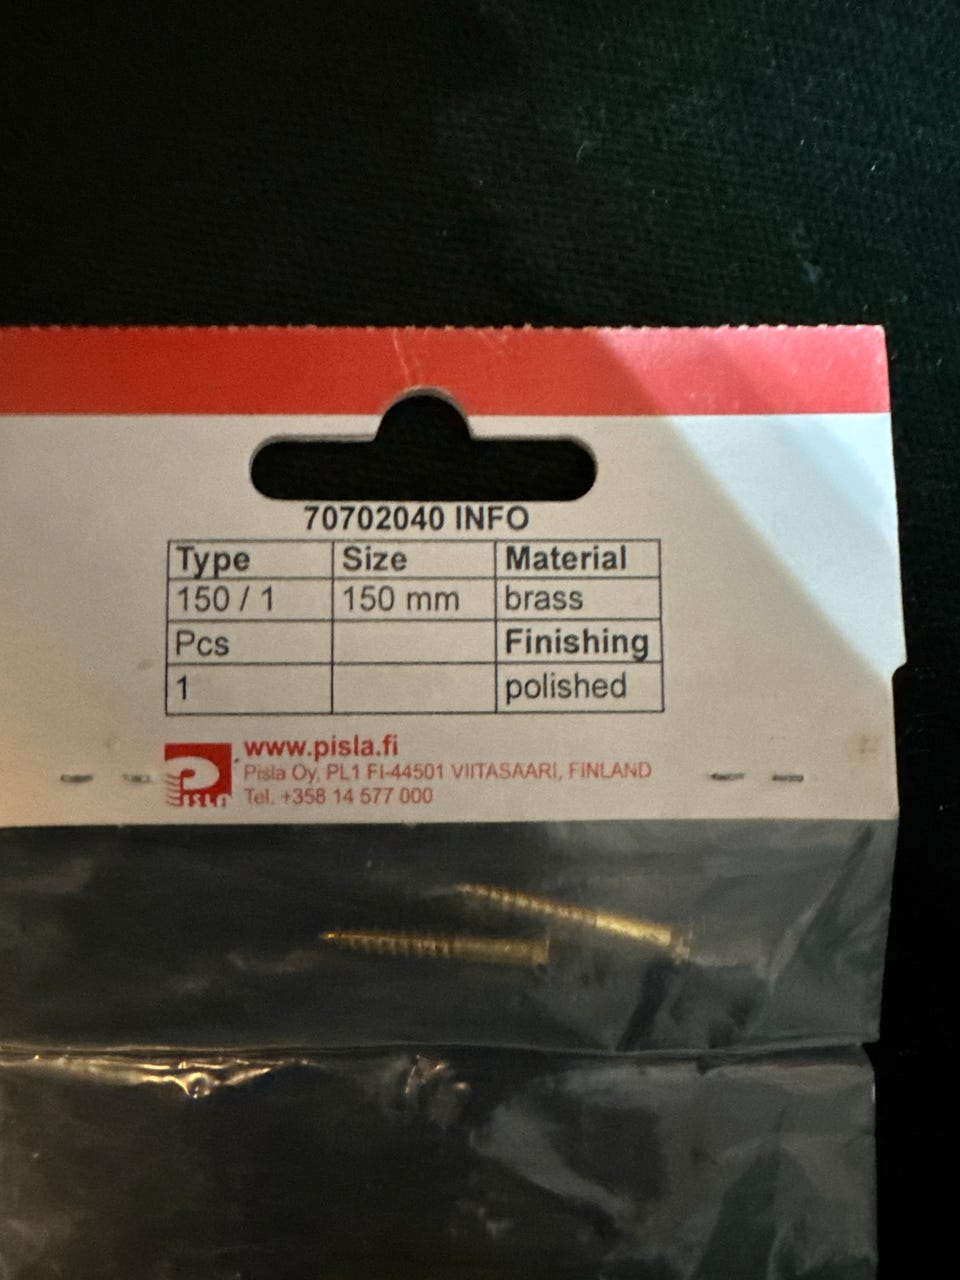 70702040 INFO
Type Size Material
150 / 1 150 mm brass
Pcs Finishing
1 polished
www.pisla.fi
Pisla Oy, PL1 FI-44501 VIITASAARI, FINLAND
PISLA Tel. +358 14 577 000